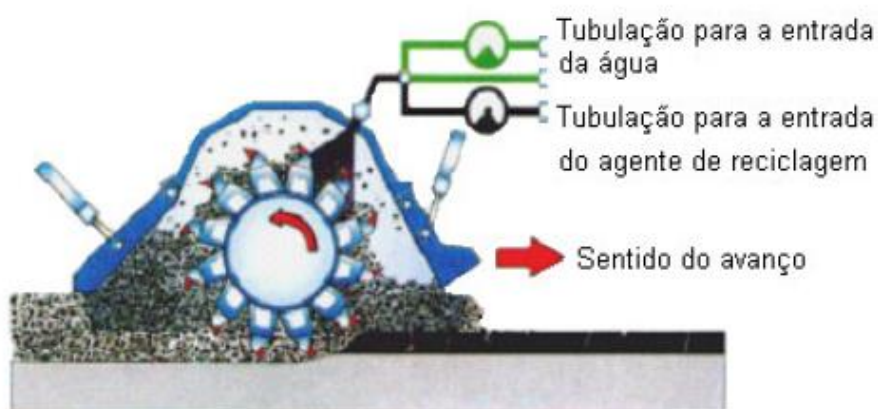 Tubulação para a entrada
da água
Tubulação para a entrada
do agente de reciclagem
Sentido do avanço